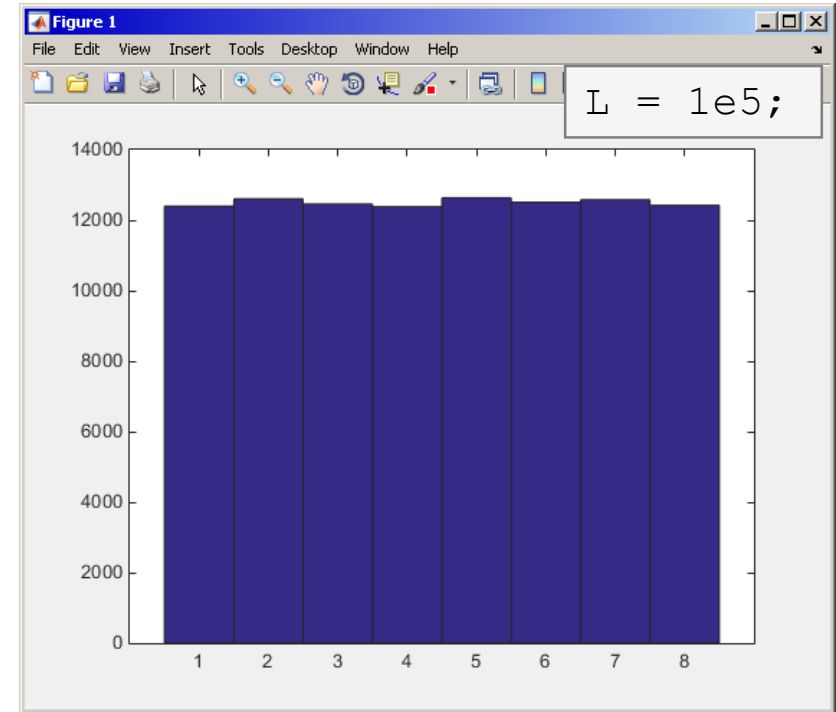 Figure 1
File Edit View Insert Tools Desktop Window Help
L = 1e5;
14000
12000
10000
8000
6000
4000
2000
0
1 2 3 4 5 6 7 8